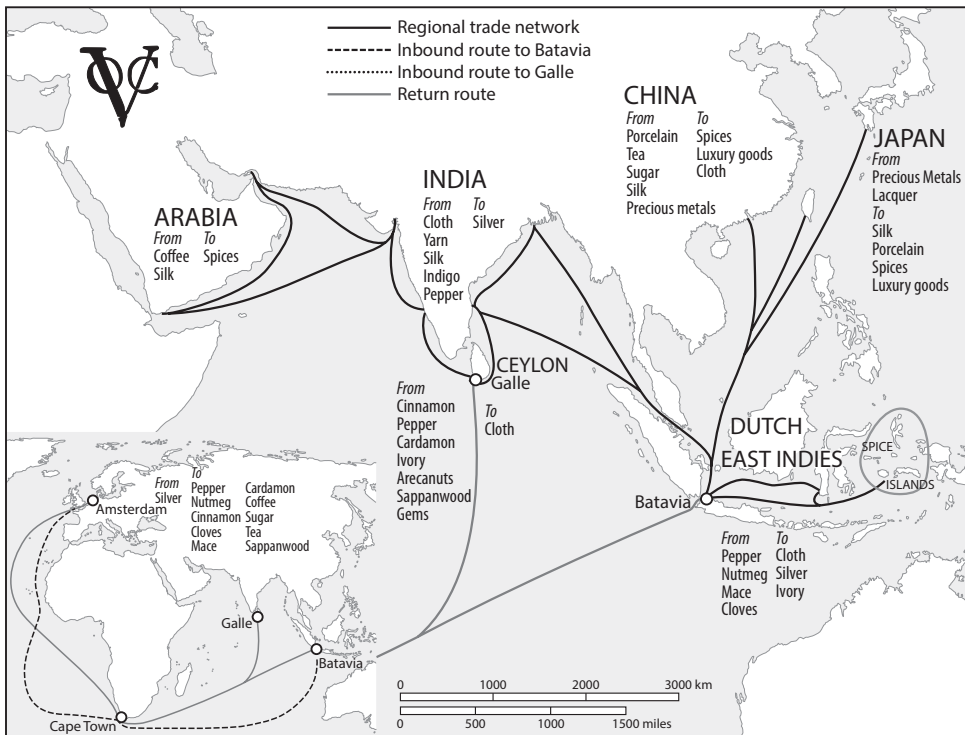 VOC
Regional trade network
Inbound route to Batavia
Inbound route to Galle
Return route
CHINA
From To
Porcelain Spices
Tea Luxury goods
Sugar Cloth
Silk
Precious metals
JAPAN
From
Precious Metals
Lacquer
To
Silk
Porcelain
Spices
Luxury goods
INDIA
From To
Cloth Silver
Yarn
Silk
Indigo
Pepper
ARABIA
From To
Coffee Spices
Silk
CEYLON
Galle
From
Cinnamon
Pepper
Cardamon
Ivory
Arecanuts
Sappanwood
Gems
To
Cloth
DUTCH
EAST INDIES
SPICE
ISLANDS
Batavia
From To
Pepper Cloth
Nutmeg Silver
Mace Ivory
Cloves
Amsterdam
From
Silver
To
Pepper Cardamon
Nutmeg Coffee
Cinnamon Sugar
Cloves Tea
Mace Sappanwood
Galle
Batavia
Cape Town
0 1000 2000 3000 km
0 500 1000 1500 miles